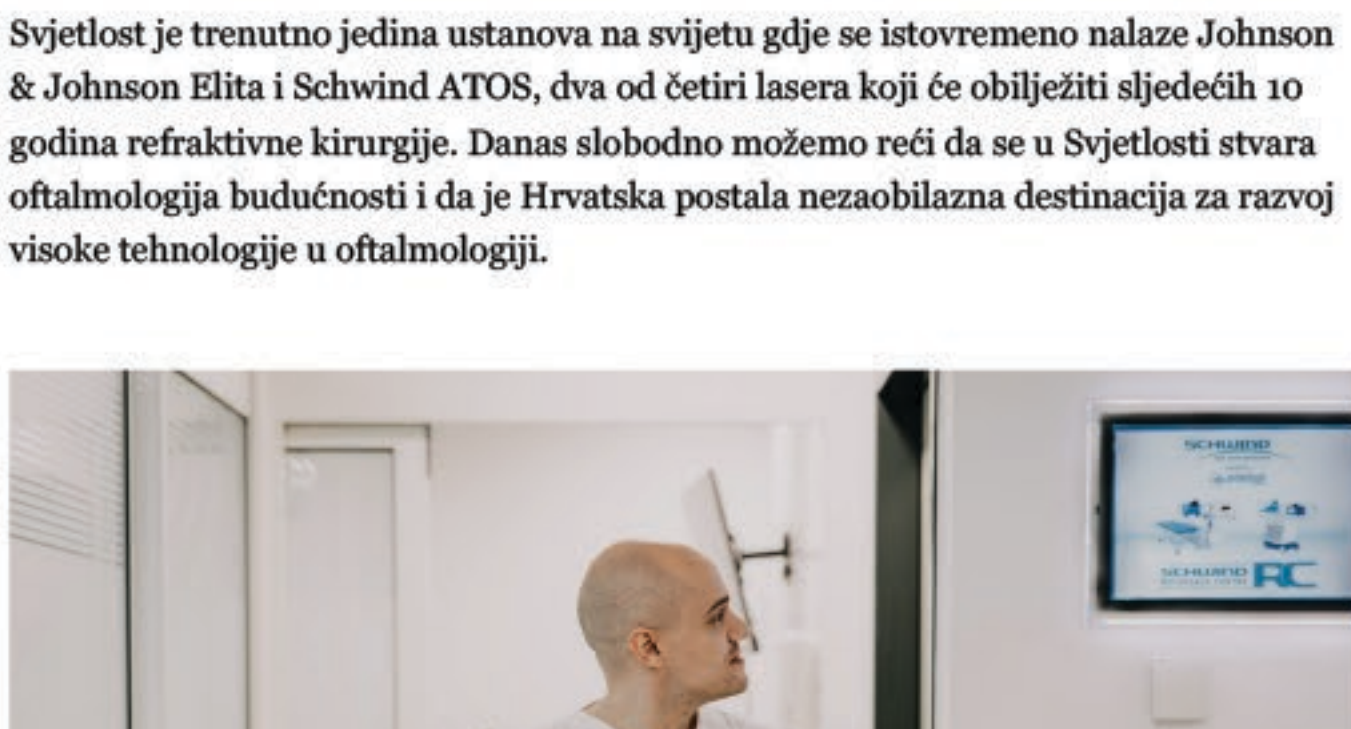 Svjetlost je trenutno jedina ustanova na svijetu gdje se istovremeno nalaze Johnson
& Johnson Elita i Schwind ATOS, dva od četiri lasera koji će obilježiti sljedećih 10
godina refraktivne kirurgije. Danas slobodno možemo reći da se u Svjetlosti stvara
oftalmologija budućnosti i da je Hrvatska postala nezaobilazna destinacija za razvoj
visoke tehnologije u oftalmologiji.
SCHWIND
SCHWIND RC